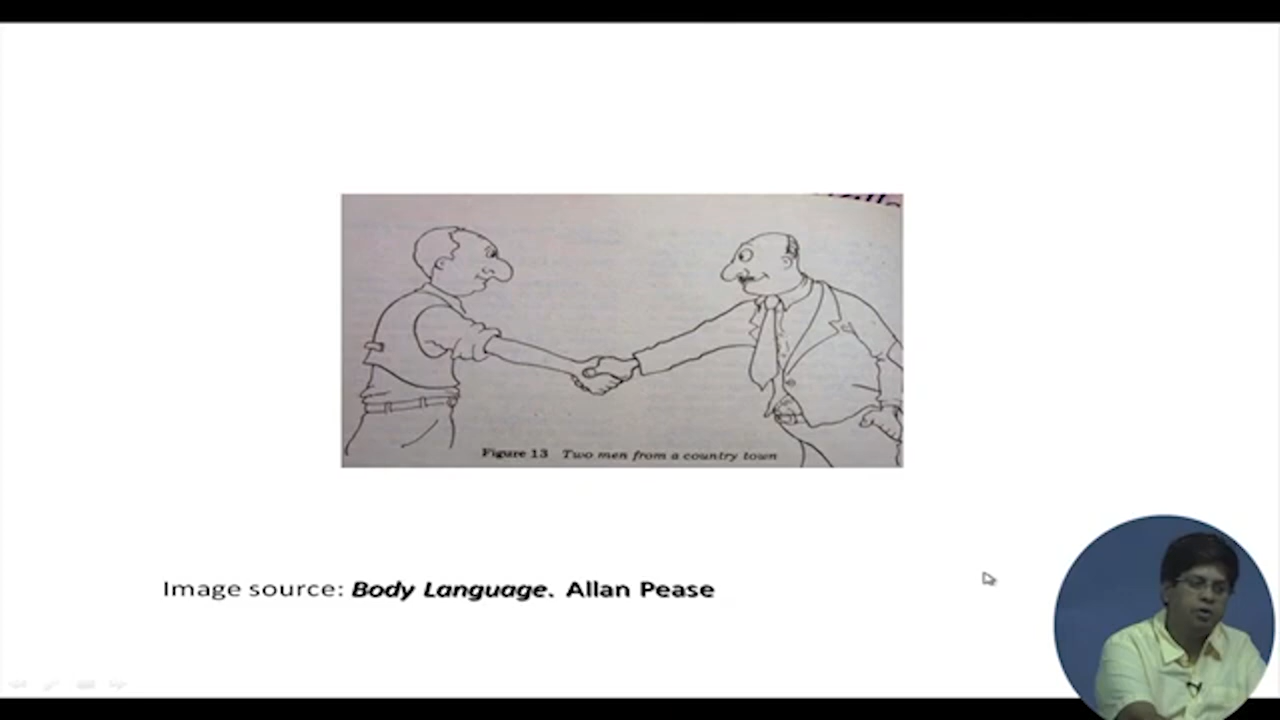 Figure 13 Two men from a country town
Image source: Body Language. Allan Pease